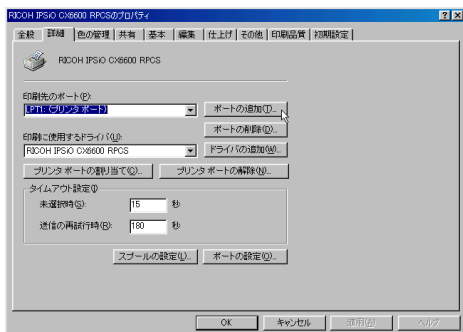 RICOH IPSiO CX6600 RPCSのプロパティ
全般 詳細 色の管理 共有 基本 編集 仕上げ その他 印刷品質 初期設定
RICOH IPSiO CX6600 RPCS
印刷先のポート(P):
LPT1: (プリンタ ポート)
ポートの追加(T)...
ポートの削除(D)...
印刷に使用するドライバ(U):
RICOH IPSiO CX6600 RPCS
ドライバの追加(W)...
プリンタ ポートの割り当て(C)...
プリンタ ポートの解除(N)...
タイムアウト設定
未選択時(S): 15 秒
送信の再試行時(R): 180 秒
スプールの設定(L)...
ポートの設定(O)...
OK
キャンセル
適用(A)
ヘルプ